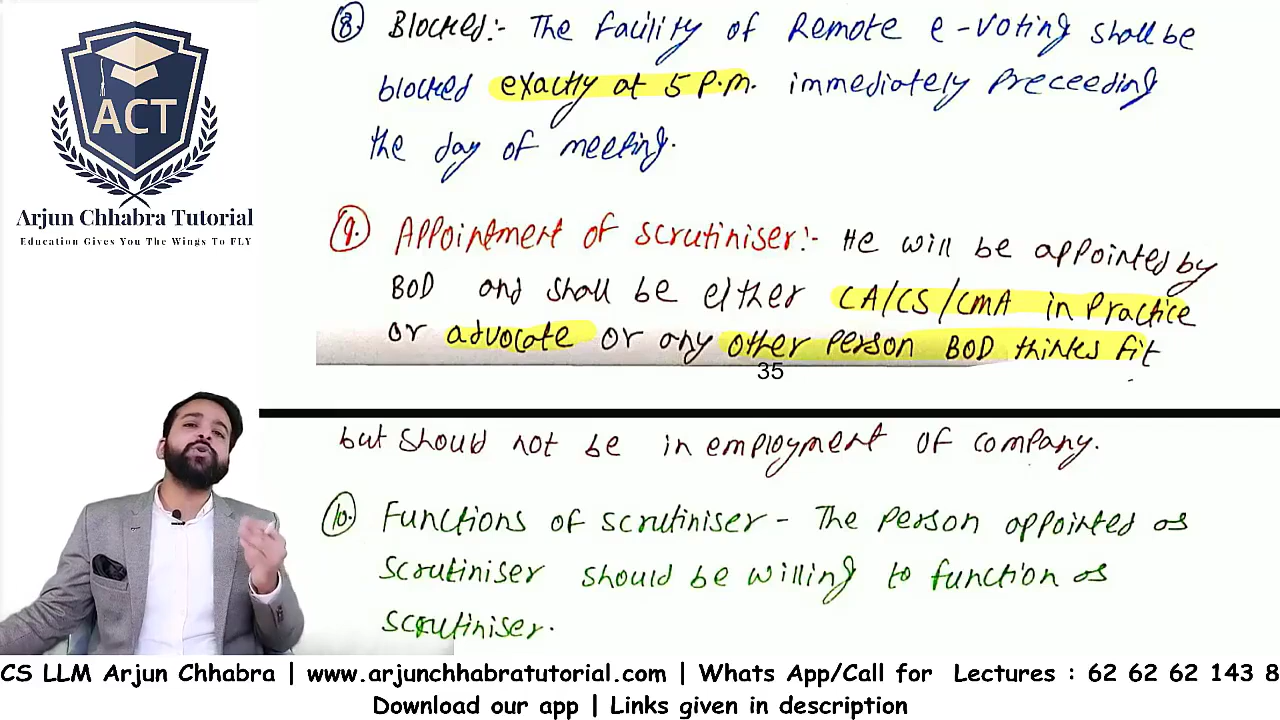 ACT
Arjun Chhabra Tutorial
Education Gives You The Wings To FLY
8. Blocked:- The facility of Remote e-voting shall be
blocked exactly at 5 P.m. immediately preceeding
the day of meeting.
9. Appointment of scrutiniser:- He will be appointed by
BOD and shall be either CA/CS/CMA in practice
or advocate or any other person BOD thinks fit
35
but should not be in employment of company.
10. Functions of scrutiniser - The person appointed as
scrutiniser should be willing to function as
scrutiniser.
CS LLM Arjun Chhabra | www.arjunchhabratutorial.com | Whats App/Call for Lectures : 62 62 62 143 8
Download our app | Links given in description